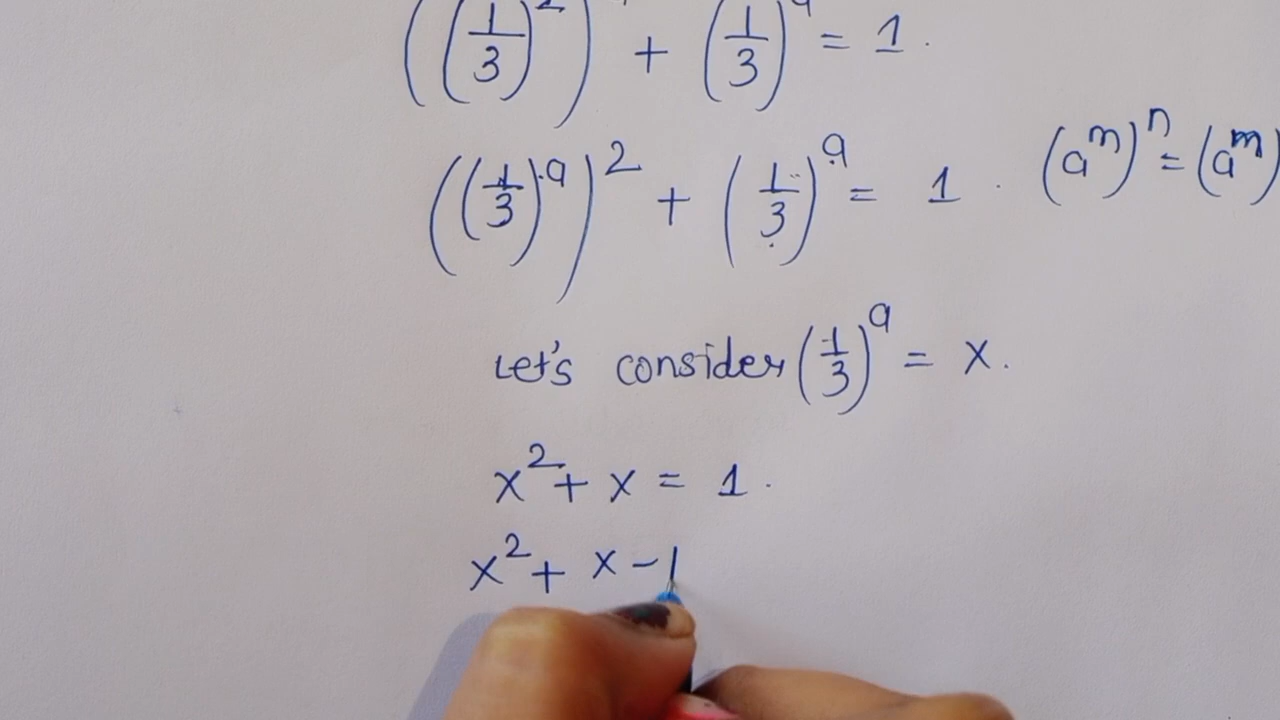 ((1/3)²)ᵃ + (1/3)ᵃ = 1.
((1/3)ᵃ)² + (1/3)ᵃ = 1. (aᵐ)ⁿ = (aᵐ)
Let's consider (1/3)ᵃ = x.
x² + x = 1.
x² + x - 1